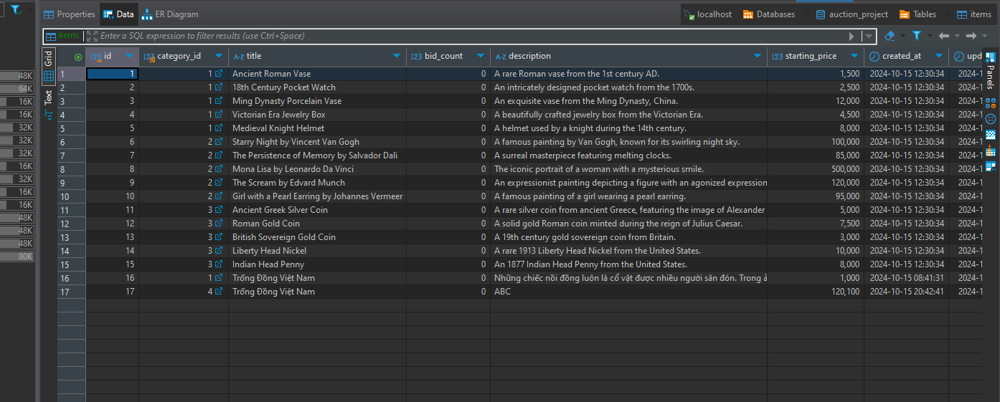 Properties Data ER Diagram localhost Databases auction_project Tables items
items Enter a SQL expression to filter results (use Ctrl+Space)
Grid
Text
Panels
123 id 123 category_id A-Z title 123 bid_count A-Z description 123 starting_price created_at upd
1 1 1 Ancient Roman Vase 0 A rare Roman vase from the 1st century AD. 1,500 2024-10-15 12:30:34 2024-1
2 2 1 18th Century Pocket Watch 0 An intricately designed pocket watch from the 1700s. 2,500 2024-10-15 12:30:34 2024-1
3 3 1 Ming Dynasty Porcelain Vase 0 An exquisite vase from the Ming Dynasty, China. 12,000 2024-10-15 12:30:34 2024-1
4 4 1 Victorian Era Jewelry Box 0 A beautifully crafted jewelry box from the Victorian Era. 4,500 2024-10-15 12:30:34 2024-1
5 5 1 Medieval Knight Helmet 0 A helmet used by a knight during the 14th century. 8,000 2024-10-15 12:30:34 2024-1
6 6 2 Starry Night by Vincent Van Gogh 0 A famous painting by Van Gogh, known for its swirling night sky. 100,000 2024-10-15 12:30:34 2024-1
7 7 2 The Persistence of Memory by Salvador Dali 0 A surreal masterpiece featuring melting clocks. 85,000 2024-10-15 12:30:34 2024-1
8 8 2 Mona Lisa by Leonardo Da Vinci 0 The iconic portrait of a woman with a mysterious smile. 500,000 2024-10-15 12:30:34 2024-1
9 9 2 The Scream by Edvard Munch 0 An expressionist painting depicting a figure with an agonized expression 120,000 2024-10-15 12:30:34 2024-1
10 10 2 Girl with a Pearl Earring by Johannes Vermeer 0 A famous painting of a girl wearing a pearl earring. 95,000 2024-10-15 12:30:34 2024-1
11 11 3 Ancient Greek Silver Coin 0 A rare silver coin from ancient Greece, featuring the image of Alexander 5,000 2024-10-15 12:30:34 2024-1
12 12 3 Roman Gold Coin 0 A solid gold Roman coin minted during the reign of Julius Caesar. 7,500 2024-10-15 12:30:34 2024-1
13 13 3 British Sovereign Gold Coin 0 A 19th century gold sovereign coin from Britain. 3,000 2024-10-15 12:30:34 2024-1
14 14 3 Liberty Head Nickel 0 A rare 1913 Liberty Head Nickel from the United States. 10,000 2024-10-15 12:30:34 2024-1
15 15 3 Indian Head Penny 0 An 1877 Indian Head Penny from the United States. 8,000 2024-10-15 12:30:34 2024-1
16 16 1 Trống Đồng Việt Nam 0 Những chiếc nồi đồng luôn là cổ vật được nhiều người săn đón. Trong ả 1,000 2024-10-15 08:41:31 2024-1
17 17 4 Trống Đồng Việt Nam 0 ABC 120,100 2024-10-15 20:42:41 2024-1
48K
64K
16K
16K
32K
32K
32K
16K
32K
16K
16K
48K
48K
48K
80K